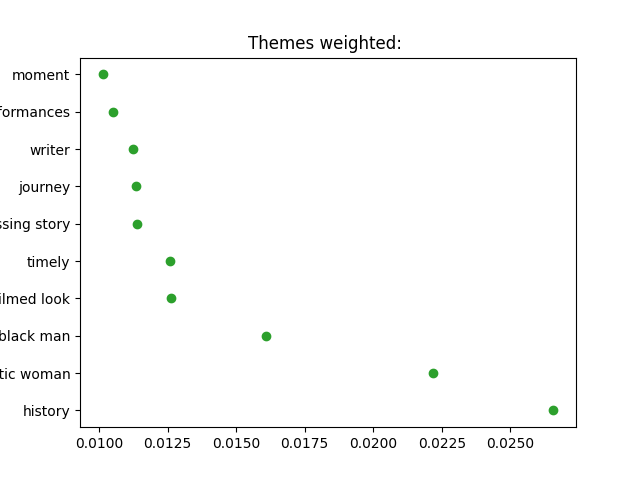 Themes weighted:
moment
formances
writer
journey
ssing story
timely
ilmed look
black man
tic woman
history
0.0100 0.0125 0.0150 0.0175 0.0200 0.0225 0.0250